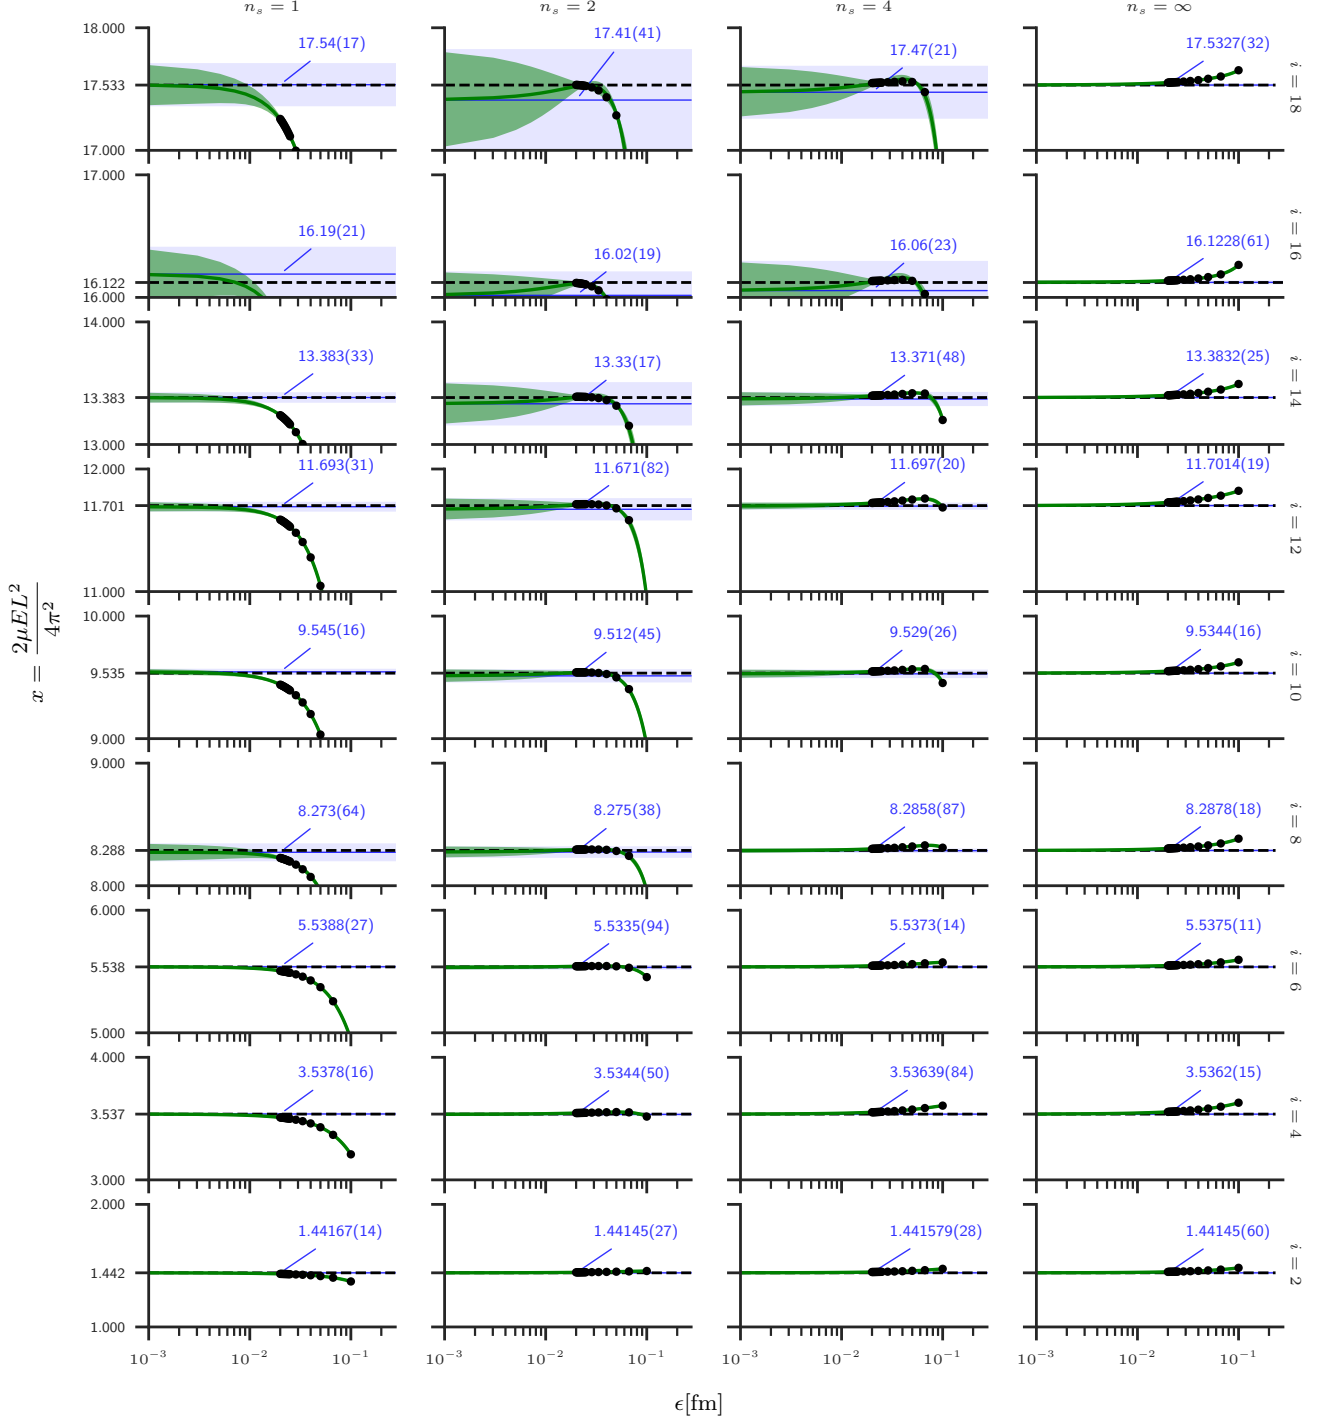 n_s = 1 n_s = 2 n_s = 4 n_s = ∞
18.000
17.533
17.000
17.54(17) 17.41(41) 17.47(21) 17.5327(32)
i = 18
17.000
16.122
16.000
16.19(21) 16.02(19) 16.06(23) 16.1228(61)
i = 16
14.000
13.383
13.000
13.383(33) 13.33(17) 13.371(48) 13.3832(25)
i = 14
12.000
11.701
11.000
11.693(31) 11.671(82) 11.697(20) 11.7014(19)
i = 12
10.000
9.535
9.000
9.545(16) 9.512(45) 9.529(26) 9.5344(16)
i = 10
9.000
8.288
8.000
8.273(64) 8.275(38) 8.2858(87) 8.2878(18)
i = 8
6.000
5.538
5.000
5.5388(27) 5.5335(94) 5.5373(14) 5.5375(11)
i = 6
4.000
3.537
3.000
3.5378(16) 3.5344(50) 3.53639(84) 3.5362(15)
i = 4
2.000
1.442
1.000
1.44167(14) 1.44145(27) 1.441579(28) 1.44145(60)
i = 2
10⁻³ 10⁻² 10⁻¹ 10⁻³ 10⁻² 10⁻¹ 10⁻³ 10⁻² 10⁻¹ 10⁻³ 10⁻² 10⁻¹
ϵ[fm]
x = 2μEL² / 4π²